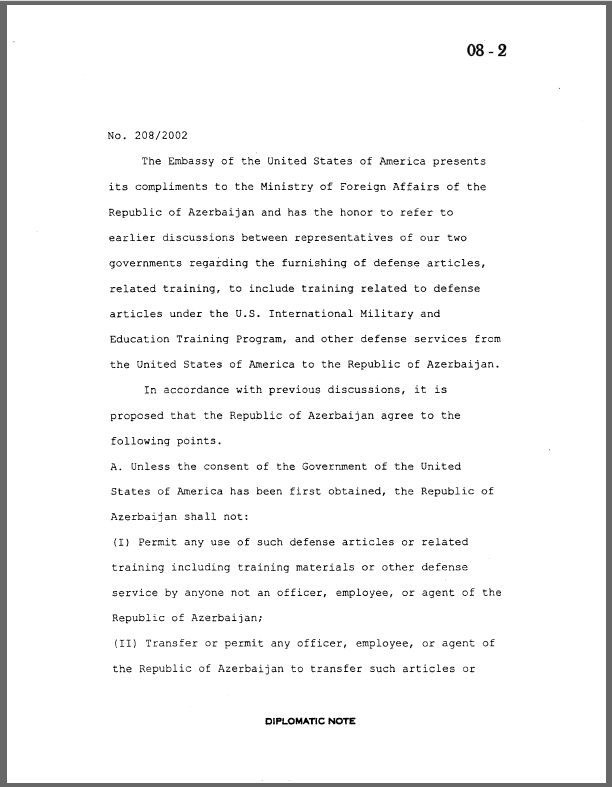 08 - 2
No. 208/2002
The Embassy of the United States of America presents
its compliments to the Ministry of Foreign Affairs of the
Republic of Azerbaijan and has the honor to refer to
earlier discussions between representatives of our two
governments regarding the furnishing of defense articles,
related training, to include training related to defense
articles under the U.S. International Military and
Education Training Program, and other defense services from
the United States of America to the Republic of Azerbaijan.
In accordance with previous discussions, it is
proposed that the Republic of Azerbaijan agree to the
following points.
A. Unless the consent of the Government of the United
States of America has been first obtained, the Republic of
Azerbaijan shall not:
(I) Permit any use of such defense articles or related
training including training materials or other defense
service by anyone not an officer, employee, or agent of the
Republic of Azerbaijan;
(II) Transfer or permit any officer, employee, or agent of
the Republic of Azerbaijan to transfer such articles or
DIPLOMATIC NOTE